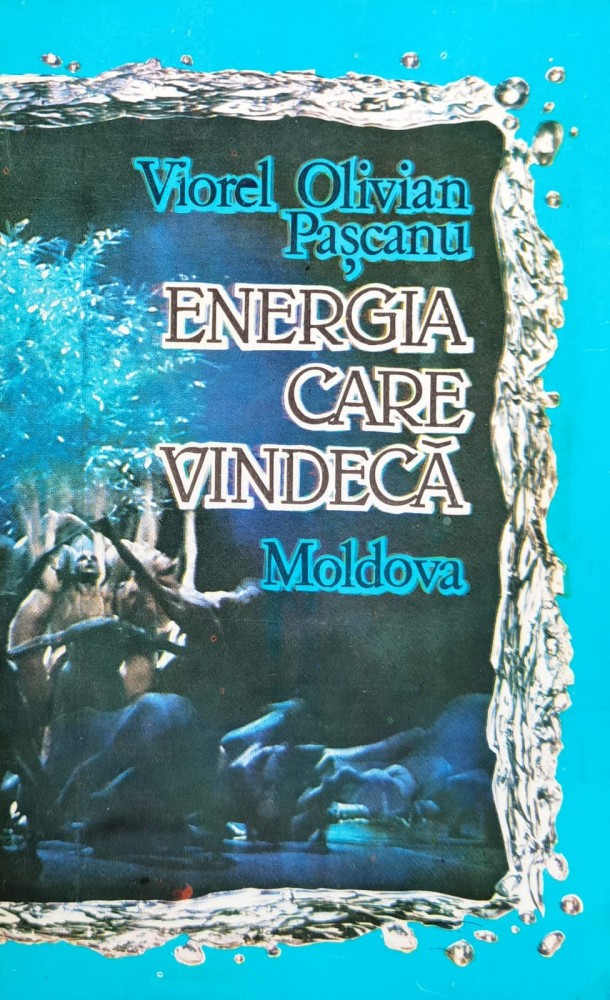 Viorel Olivian
Pașcanu
ENERGIA
CARE
VINDECĂ
Moldova